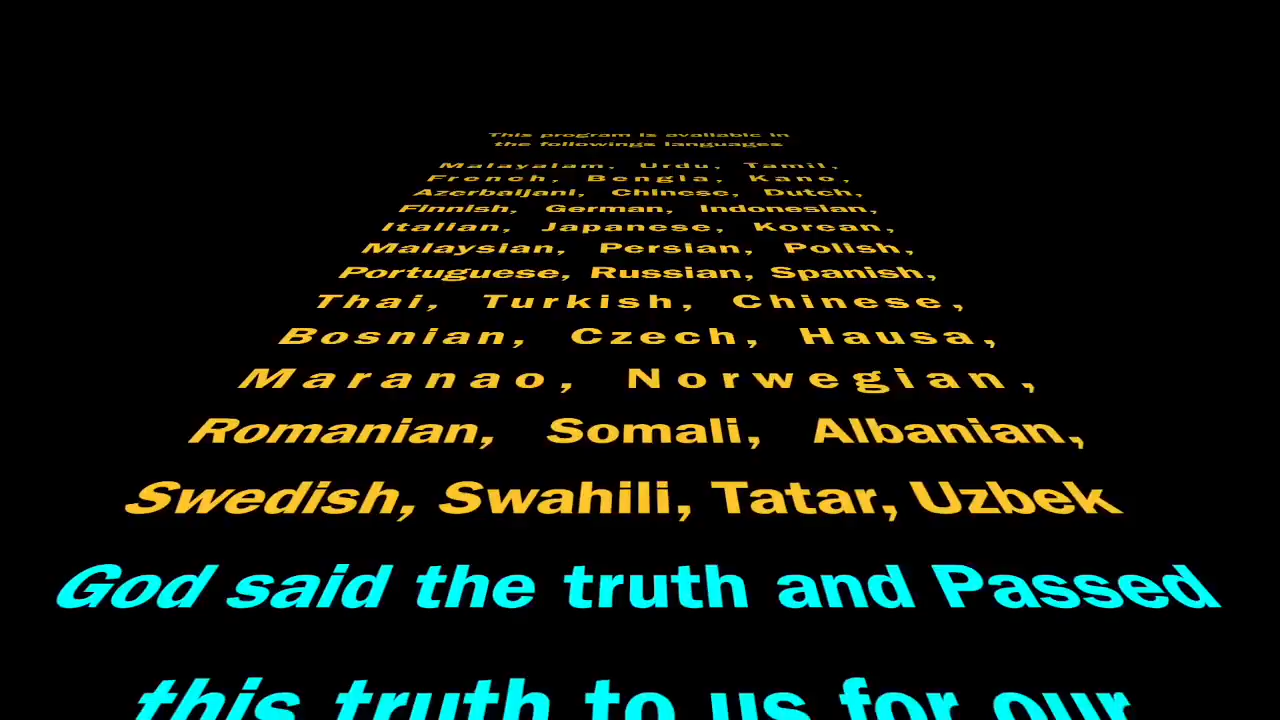 This program is available in
the followings languages
Malayalam, Urdu, Tamil,
French, Bengla, Kano,
Azerbaijani, Chinese, Dutch,
Finnish, German, Indonesian,
Italian, Japanese, Korean,
Malaysian, Persian, Polish,
Portuguese, Russian, Spanish,
Thai, Turkish, Chinese,
Bosnian, Czech, Hausa,
Maranao, Norwegian,
Romanian, Somali, Albanian,
Swedish, Swahili, Tatar, Uzbek
God said the truth and Passed
this truth to us for our